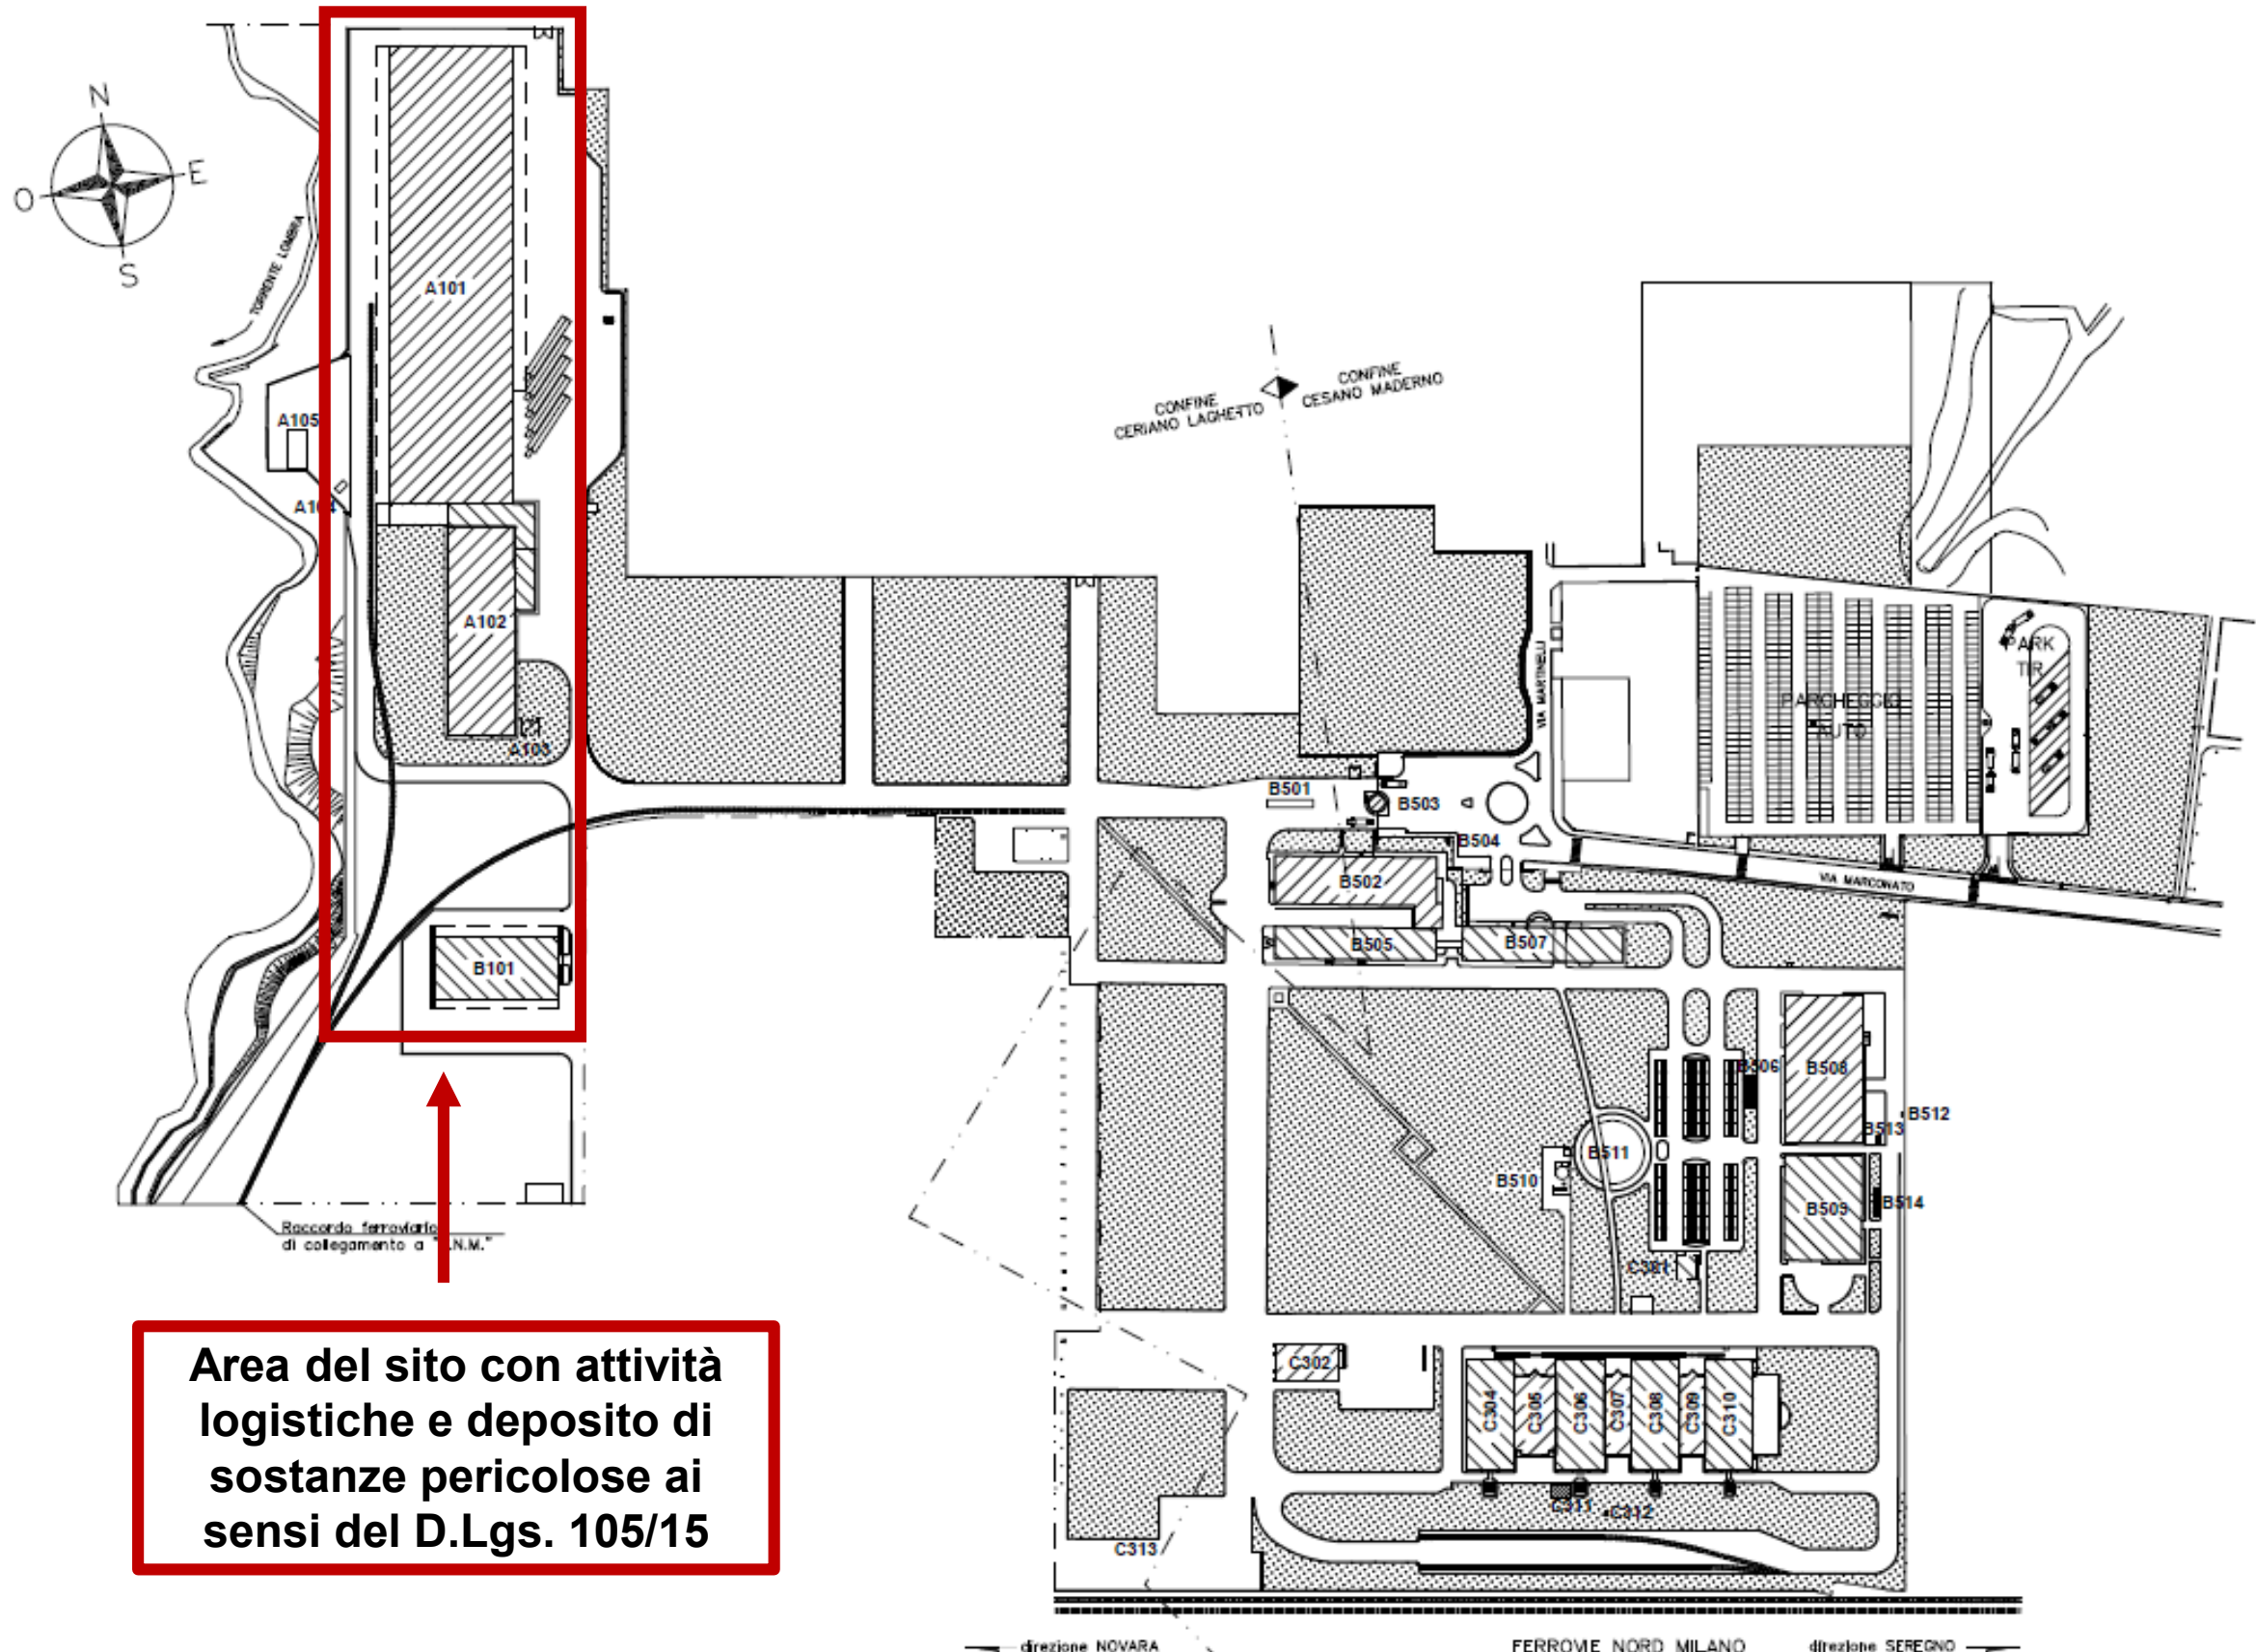 N
E
O
S
TORRENTE LOMBRA
A101
A105
A104
A102
A103
B101
CONFINE
CERIANO LAGHETTO
CONFINE
CESANO MADERNO
VIA MARTINELLI
PARCHEGGIO
AUTO
PARK
TIR
VIA MARCONATO
B501
B503
B504
B502
B505
B507
B506
B508
B512
B513
B511
B510
B509
B514
C301
C302
C304
C305
C306
C307
C308
C309
C310
C311
C312
C313
Raccordo ferroviario
di collegamento a ".N.M."
Area del sito con attività
logistiche e deposito di
sostanze pericolose ai
sensi del D.Lgs. 105/15
direzione NOVARA
FERROVIE NORD MILANO
direzione SEREGNO